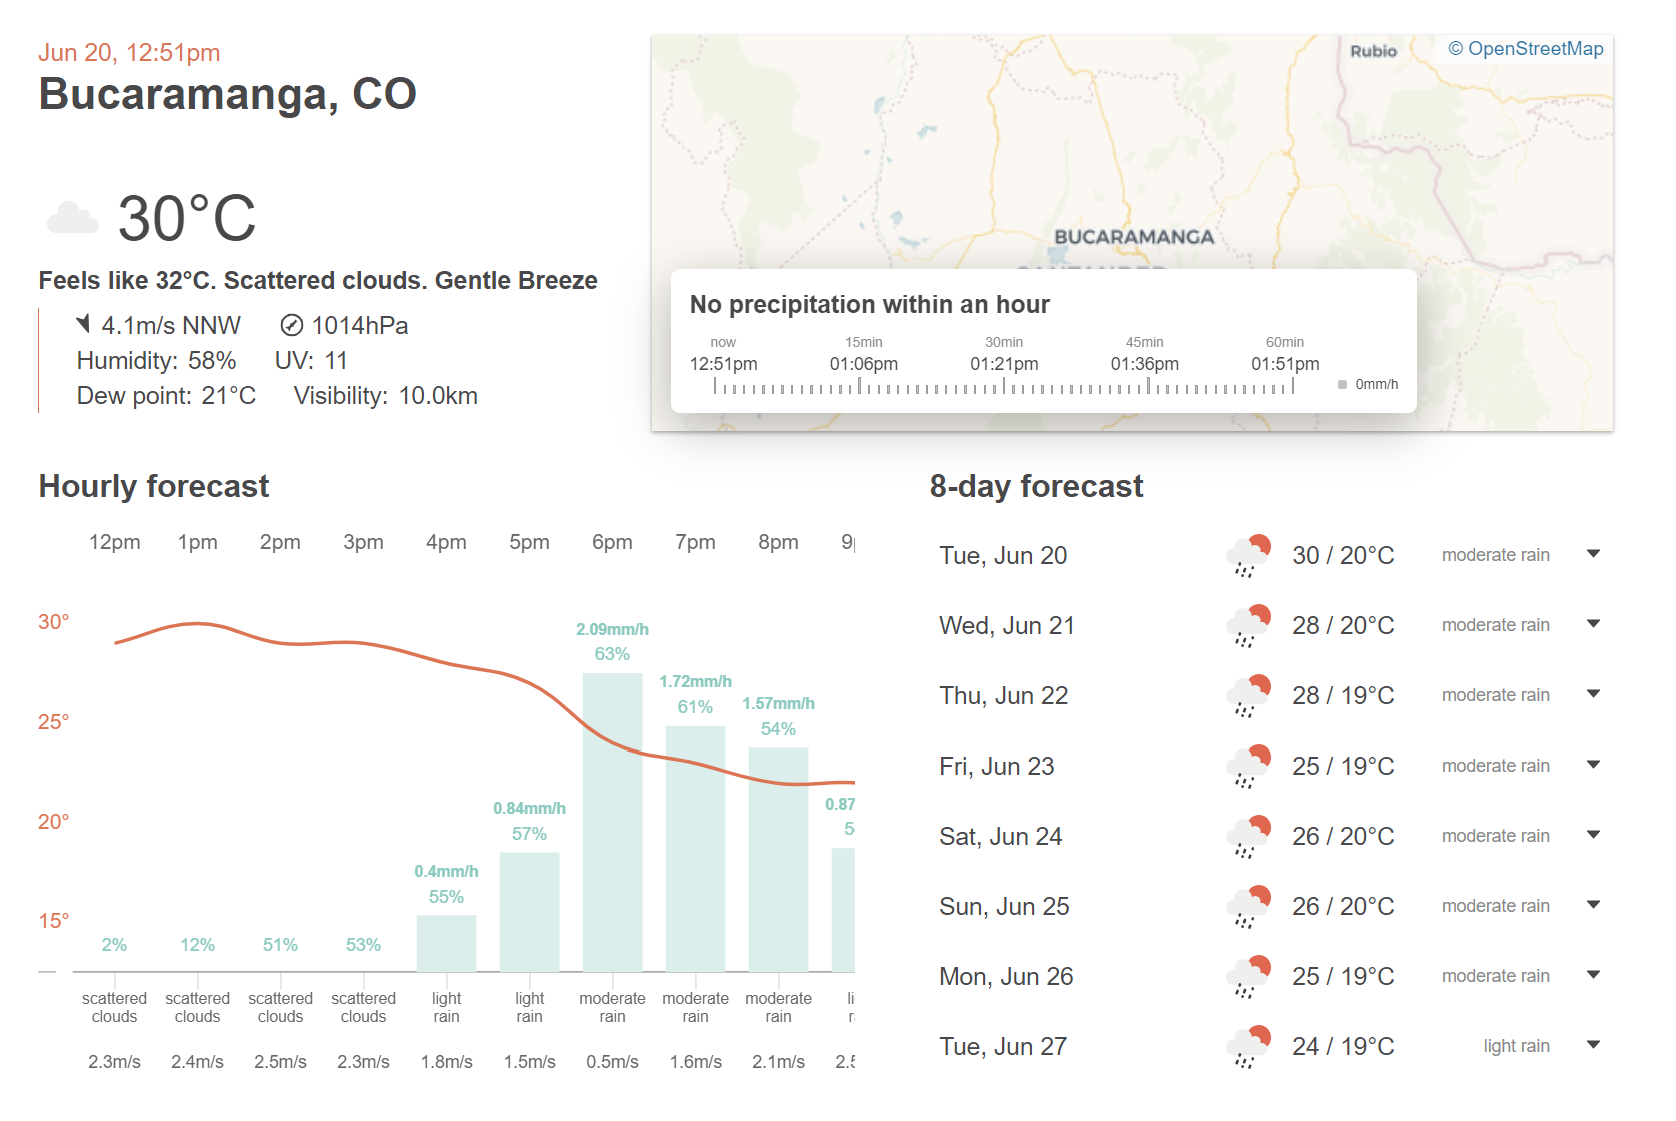 Jun 20, 12:51pm
Bucaramanga, CO
30°C
Feels like 32°C. Scattered clouds. Gentle Breeze
4.1m/s NNW 1014hPa
Humidity: 58% UV: 11
Dew point: 21°C Visibility: 10.0km
Rubio
© OpenStreetMap
BUCARAMANGA
No precipitation within an hour
now 15min 30min 45min 60min
12:51pm 01:06pm 01:21pm 01:36pm 01:51pm
0mm/h
Hourly forecast
12pm 1pm 2pm 3pm 4pm 5pm 6pm 7pm 8pm
30°
25°
20°
15°
2.09mm/h
63%
1.72mm/h
61%
1.57mm/h
54%
0.84mm/h
57%
0.87
0.4mm/h
55%
2% 12% 51% 53%
scattered scattered scattered scattered light light moderate moderate moderate
clouds clouds clouds clouds rain rain rain rain rain
2.3m/s 2.4m/s 2.5m/s 2.3m/s 1.8m/s 1.5m/s 0.5m/s 1.6m/s 2.1m/s
8-day forecast
Tue, Jun 20 30 / 20°C moderate rain
Wed, Jun 21 28 / 20°C moderate rain
Thu, Jun 22 28 / 19°C moderate rain
Fri, Jun 23 25 / 19°C moderate rain
Sat, Jun 24 26 / 20°C moderate rain
Sun, Jun 25 26 / 20°C moderate rain
Mon, Jun 26 25 / 19°C moderate rain
Tue, Jun 27 24 / 19°C light rain